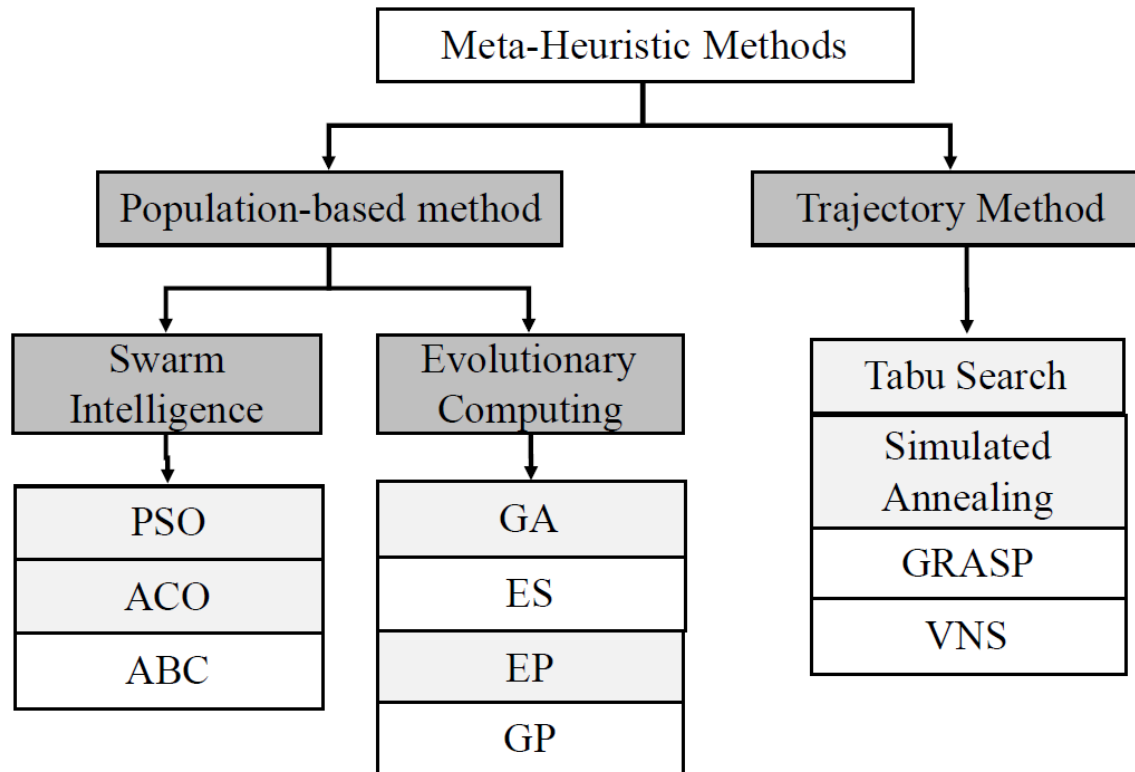 Meta-Heuristic Methods
Population-based method
Trajectory Method
Swarm
Intelligence
Evolutionary
Computing
Tabu Search
Simulated
Annealing
GRASP
VNS
PSO
ACO
ABC
GA
ES
EP
GP